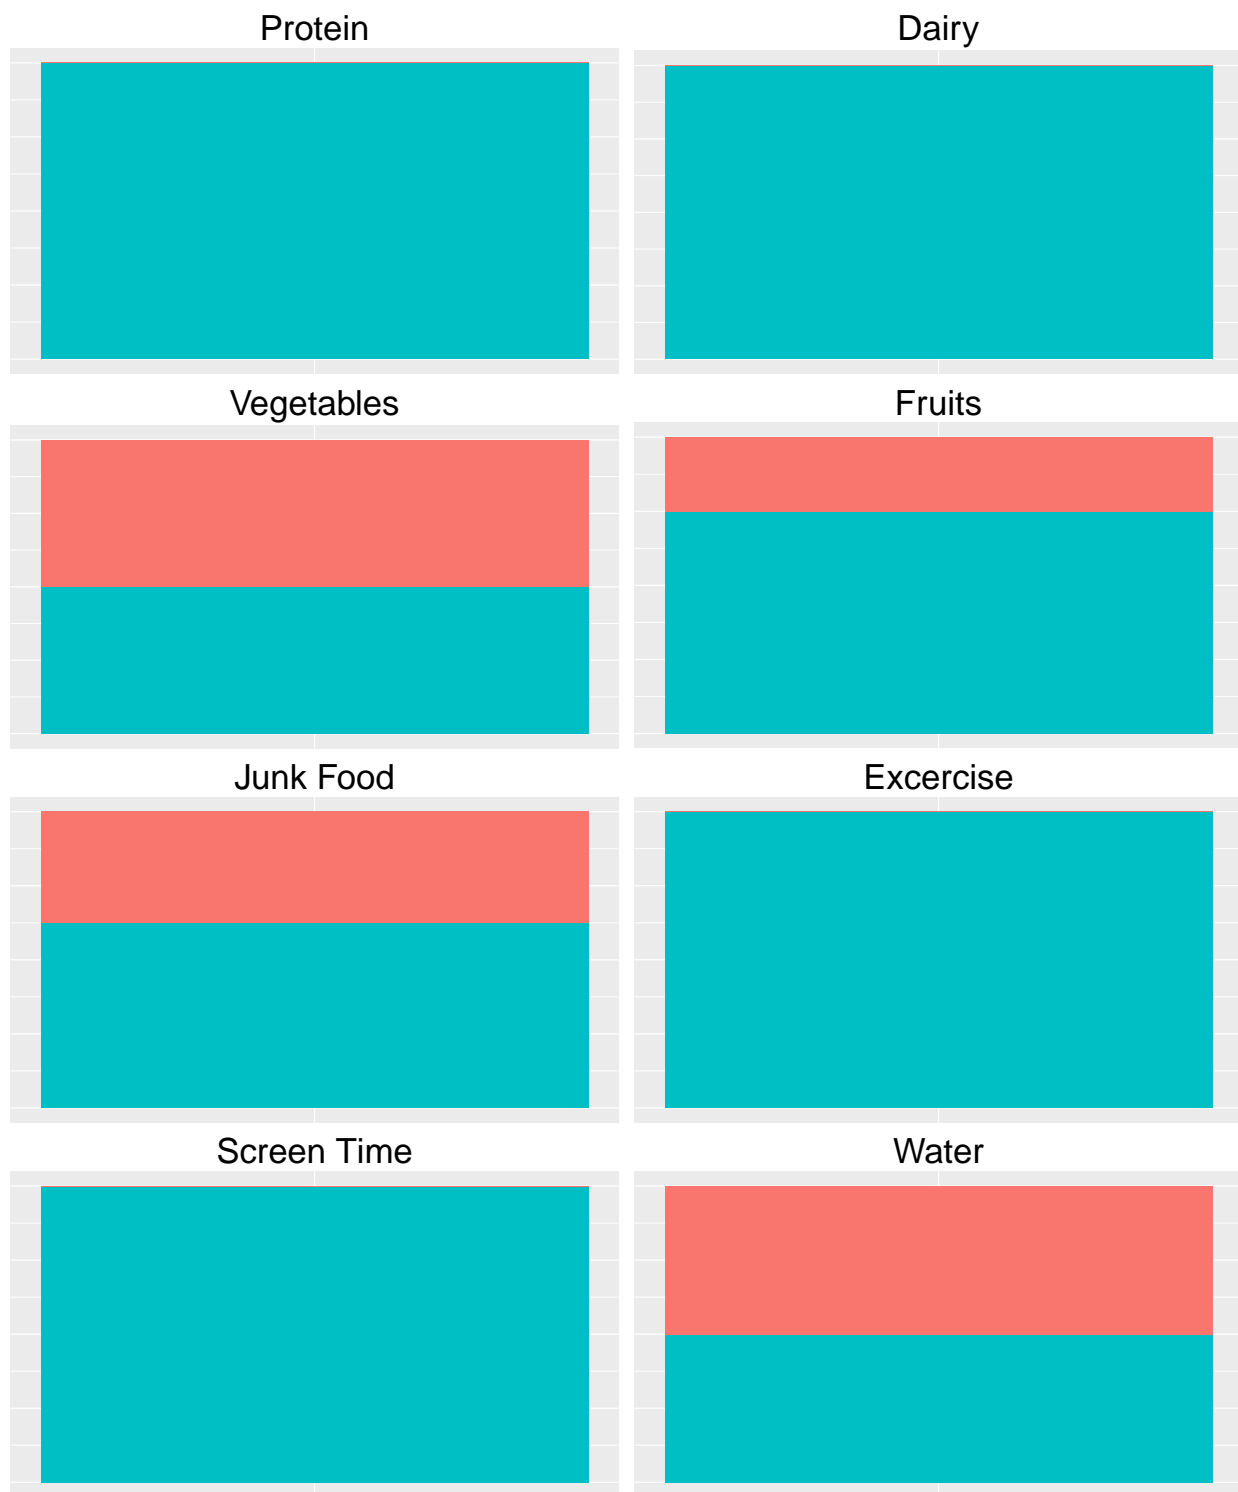 Protein
Dairy
Vegetables
Fruits
Junk Food
Excercise
Screen Time
Water